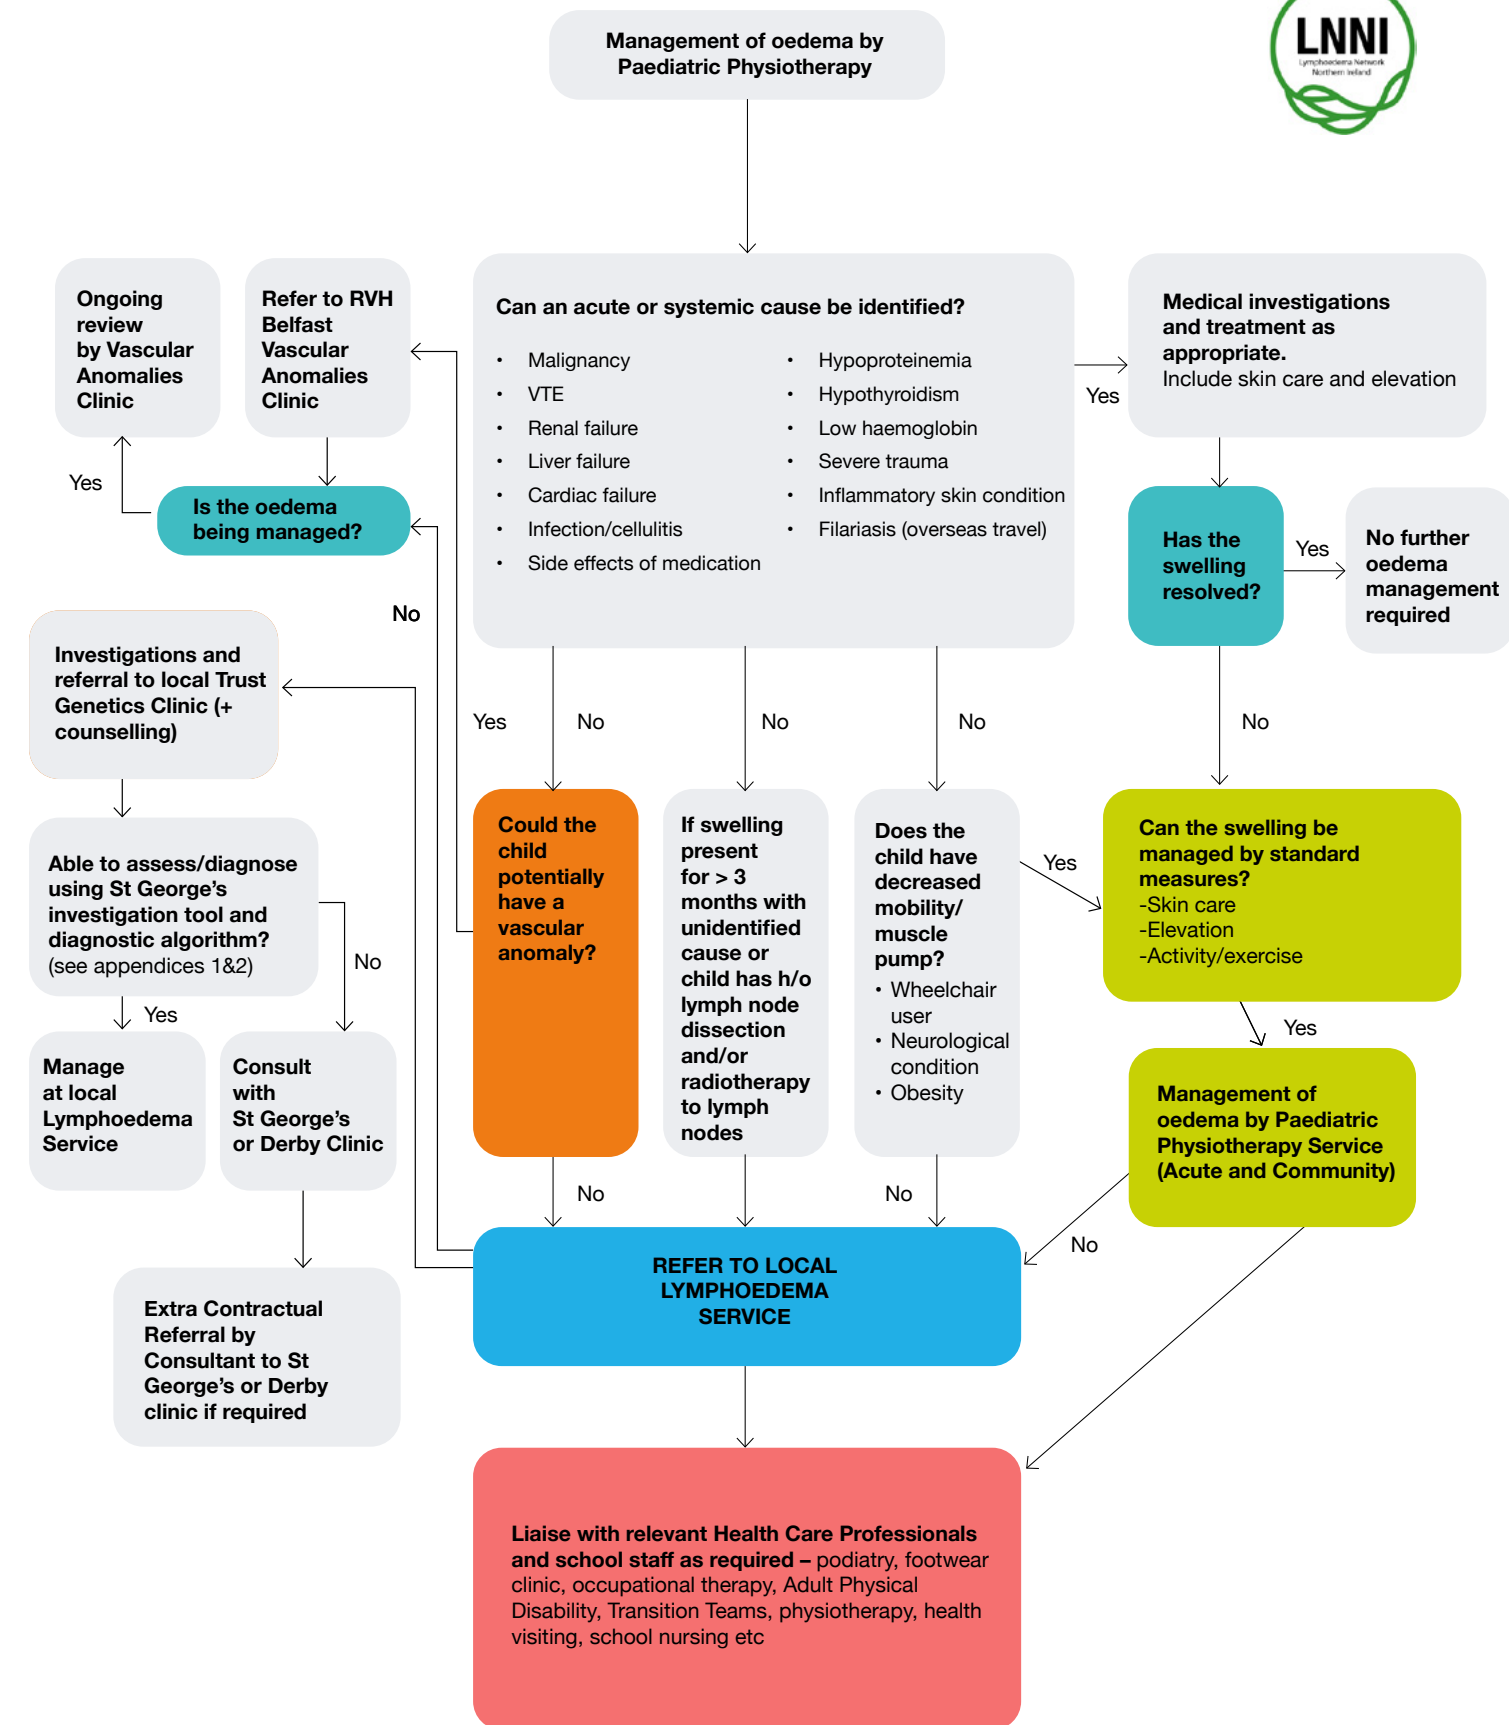 Management of oedema by
Paediatric Physiotherapy
LNNI
Lymphoedema Network
Northern Ireland
Ongoing
review
by Vascular
Anomalies
Clinic
Refer to RVH
Belfast
Vascular
Anomalies
Clinic
Can an acute or systemic cause be identified?
• Malignancy
• VTE
• Renal failure
• Liver failure
• Cardiac failure
• Infection/cellulitis
• Side effects of medication
• Hypoproteinemia
• Hypothyroidism
• Low haemoglobin
• Severe trauma
• Inflammatory skin condition
• Filariasis (overseas travel)
Yes
Medical investigations
and treatment as
appropriate.
Include skin care and elevation
Yes
Is the oedema
being managed?
Has the
swelling
resolved?
Yes
No further
oedema
management
required
No
Investigations and
referral to local Trust
Genetics Clinic (+
counselling)
Yes
No
No
No
No
Able to assess/diagnose
using St George's
investigation tool and
diagnostic algorithm?
(see appendices 1&2)
No
Yes
Could the
child
potentially
have a
vascular
anomaly?
If swelling
present
for > 3
months with
unidentified
cause or
child has h/o
lymph node
dissection
and/or
radiotherapy
to lymph
nodes
Does the
child have
decreased
mobility/
muscle
pump?
• Wheelchair
user
• Neurological
condition
• Obesity
Yes
Can the swelling be
managed by standard
measures?
-Skin care
-Elevation
-Activity/exercise
Yes
Manage
at local
Lymphoedema
Service
Consult
with
St George's
or Derby Clinic
Management of
oedema by Paediatric
Physiotherapy Service
(Acute and Community)
No
No
No
REFER TO LOCAL
LYMPHOEDEMA
SERVICE
Extra Contractual
Referral by
Consultant to St
George's or Derby
clinic if required
Liaise with relevant Health Care Professionals
and school staff as required – podiatry, footwear
clinic, occupational therapy, Adult Physical
Disability, Transition Teams, physiotherapy, health
visiting, school nursing etc